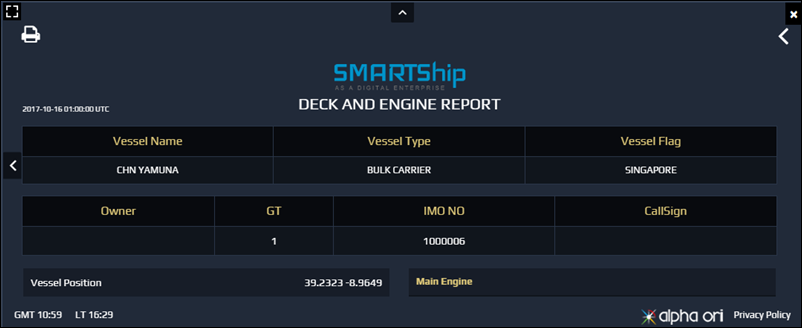 SMARTShip
AS A DIGITAL ENTERPRISE
2017-10-16 01:00:00 UTC
DECK AND ENGINE REPORT
Vessel Name Vessel Type Vessel Flag
CHN YAMUNA BULK CARRIER SINGAPORE
Owner GT IMO NO CallSign
1 1000006
Vessel Position 39.2323 -8.9649 Main Engine
GMT 10:59 LT 16:29 alpha ori Privacy Policy